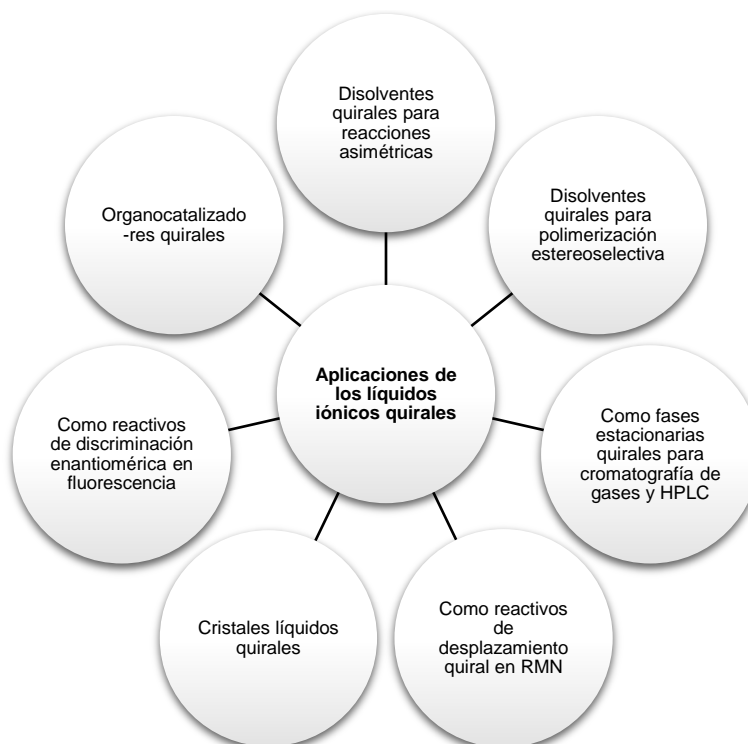 Disolventes
quirales para
reacciones
asimétricas
Disolventes
quirales para
polimerización
estereoselectiva
Como fases
estacionarias
quirales para
cromatografía de
gases y HPLC
Como reactivos
de
desplazamiento
quiral en RMN
Cristales líquidos
quirales
Como reactivos
de discriminación
enantiomérica en
fluorescencia
Organocatalizado
-res quirales
Aplicaciones de
los líquidos
iónicos quirales